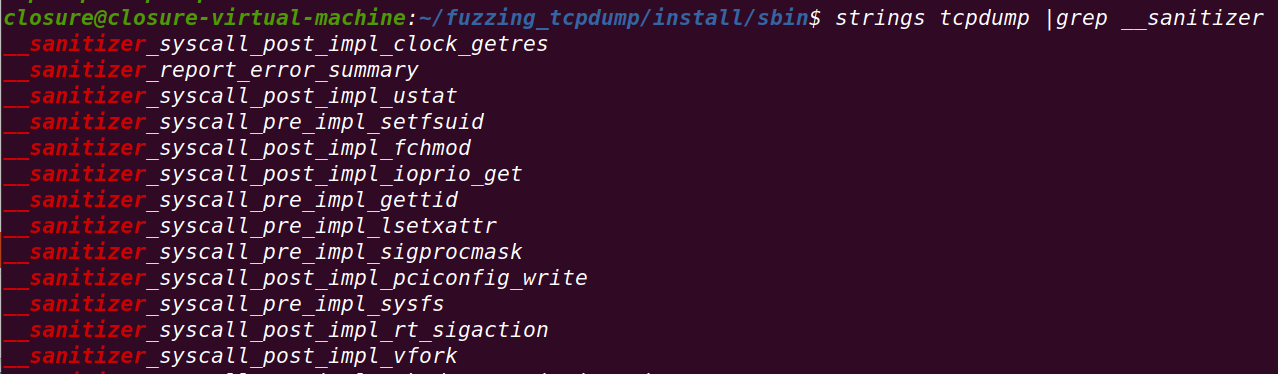 closure@closure-virtual-machine:~/fuzzing_tcpdump/install/sbin$ strings tcpdump |grep __sanitizer
__sanitizer_syscall_post_impl_clock_getres
__sanitizer_report_error_summary
__sanitizer_syscall_post_impl_ustat
__sanitizer_syscall_pre_impl_setfsuid
__sanitizer_syscall_post_impl_fchmod
__sanitizer_syscall_post_impl_ioprio_get
__sanitizer_syscall_pre_impl_gettid
__sanitizer_syscall_pre_impl_lsetxattr
__sanitizer_syscall_pre_impl_sigprocmask
__sanitizer_syscall_post_impl_pciconfig_write
__sanitizer_syscall_pre_impl_sysfs
__sanitizer_syscall_post_impl_rt_sigaction
__sanitizer_syscall_post_impl_vfork